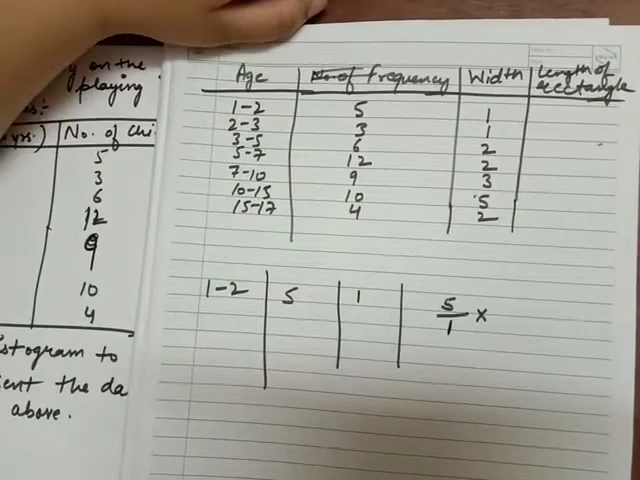 y on the
playing
yrs.) No. of Chi
5
3
6
12
9
10
4
stogram to
ent the da
above.
Age frequency Width Length of rectangle
1-2 5 1
2-3 3 1
3-5 6 2
5-7 12 2
7-10 9 3
10-15 10 5
15-17 4 2
1-2 5 1 5/1 ×